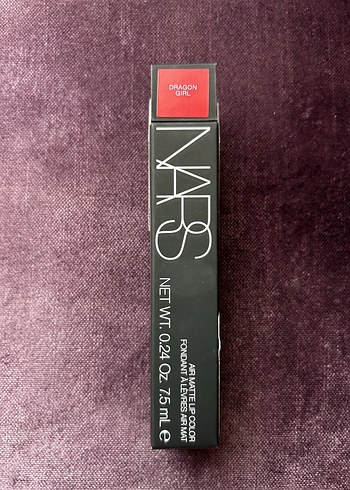 DRAGON
GIRL
NARS
AIR MATTE LIP COLOR
FONDANT À LÈVRES AIR MAT
NET WT. 0.24 Oz. 7.5 mL ℮